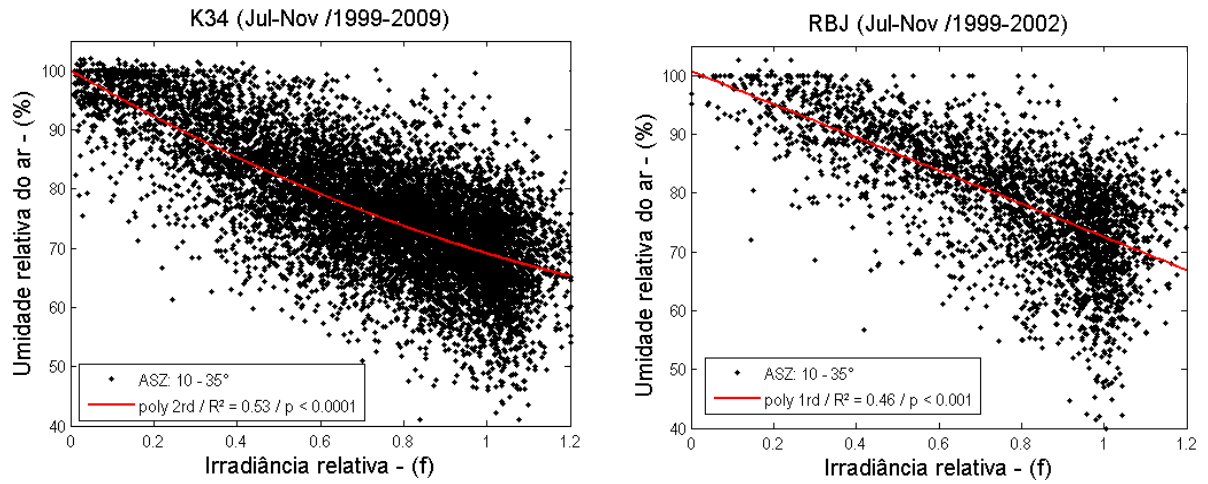 K34 (Jul-Nov /1999-2009)
Umidade relativa do ar - (%)
100
90
80
70
60
50
40
ASZ: 10 - 35°
poly 2rd / R² = 0.53 / p < 0.0001
0 0.2 0.4 0.6 0.8 1 1.2
Irradiância relativa - (f)
RBJ (Jul-Nov /1999-2002)
Umidade relativa do ar - (%)
100
90
80
70
60
50
40
ASZ: 10 - 35°
poly 1rd / R² = 0.46 / p < 0.001
0 0.2 0.4 0.6 0.8 1 1.2
Irradiância relativa - (f)